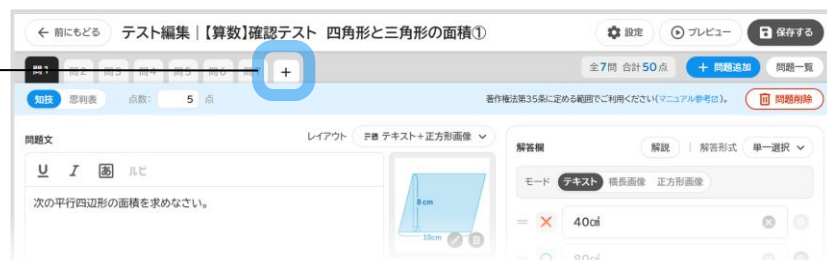 前にもどる テスト編集|【算数】確認テスト 四角形と三角形の面積① 設定 プレビュー 保存する
問1 問2 問3 問4 問5 問6 + 全7問 合計50点 + 問題追加 問題一覧
知技 思判表 点数: 5 点 著作権法第35条に定める範囲でご利用ください(マニュアル参考)。 問題削除
問題文 レイアウト テキスト+正方形画像 解答欄 解説 解答形式 単一選択
U I あ ルビ モード テキスト 横長画像 正方形画像
次の平行四辺形の面積を求めなさい。 8cm 40㎠
10cm 80㎠